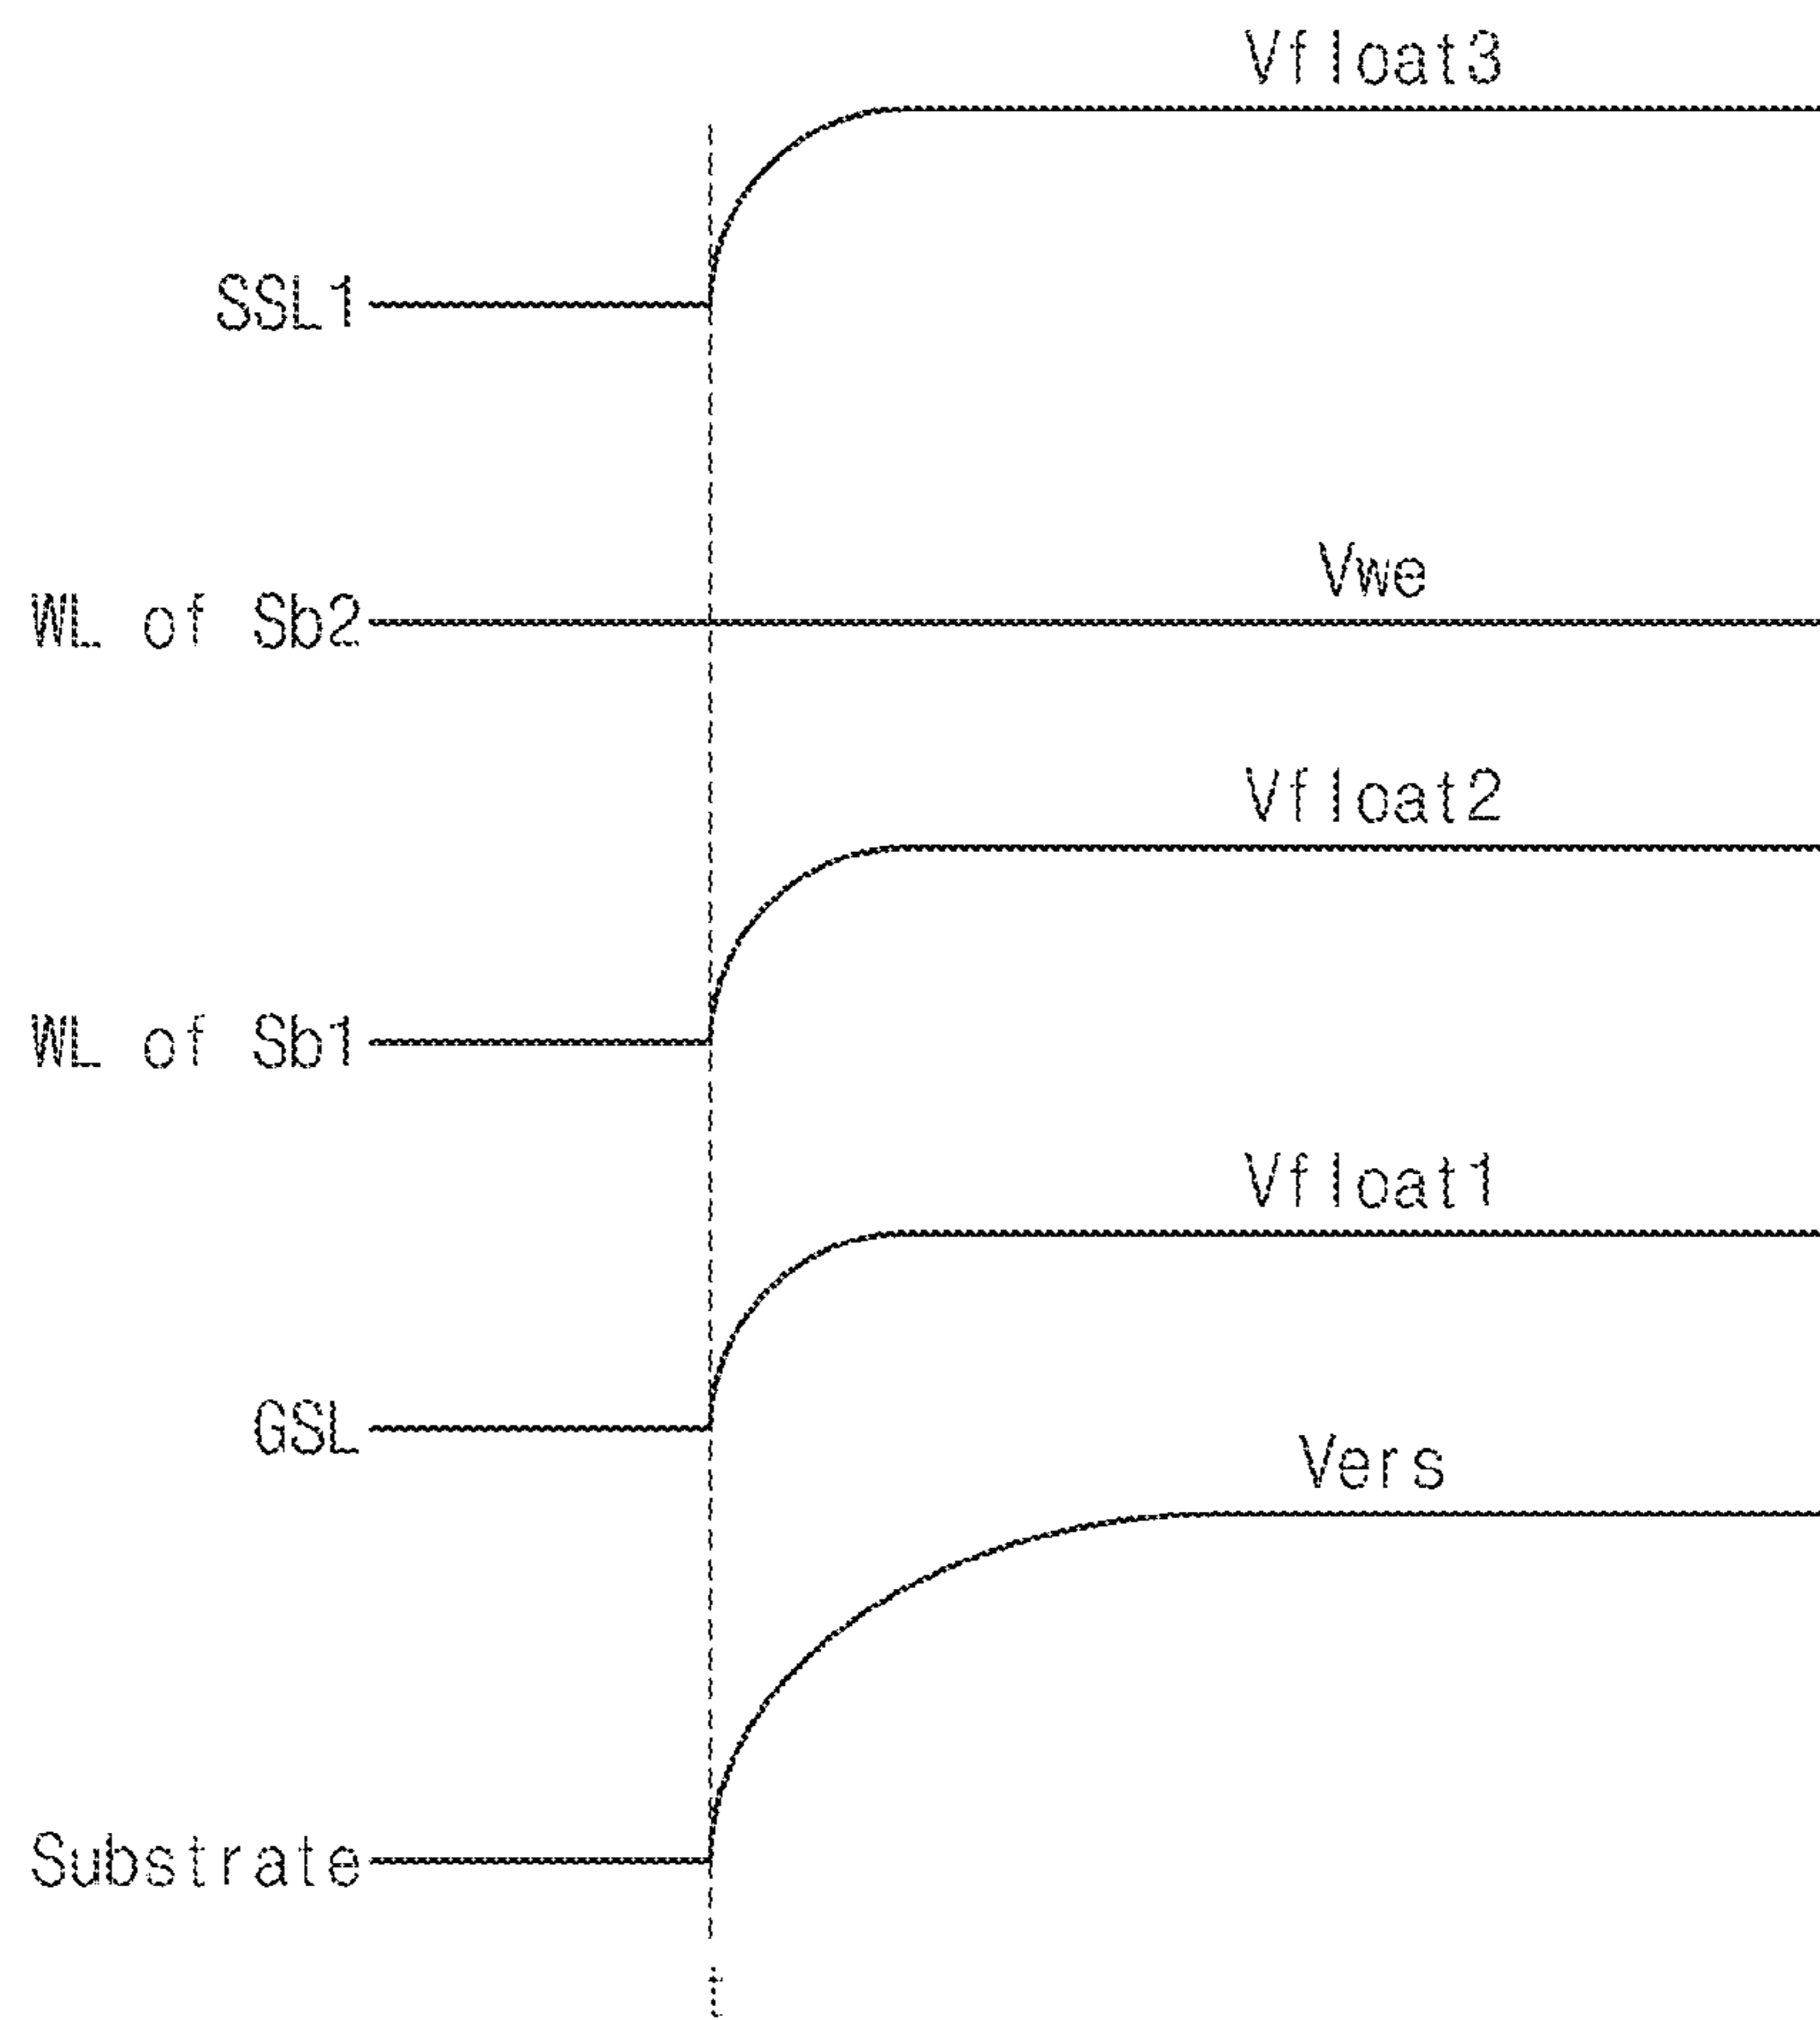 Vfloat3
SSL1
Vwe
WL of Sb2
Vfloat2
WL of Sb1
Vfloat1
GSL
Vers
Substrate
t